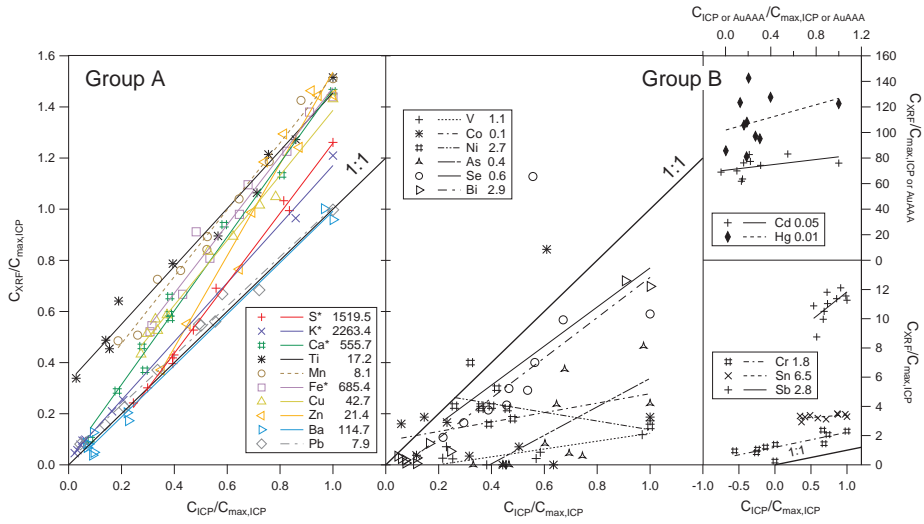 C_ICP or AuAAA/C_max,ICP or AuAAA
0.0 0.4 0.8 1.2
Group A
Group B
1.6
1.4
1.2
1.0
0.8
0.6
0.4
0.2
0.0
C_XRF/C_max,ICP
1:1
S* 1519.5
K* 2263.4
Ca* 555.7
Ti 17.2
Mn 8.1
Fe* 685.4
Cu 42.7
Zn 21.4
Ba 114.7
Pb 7.9
0.0 0.2 0.4 0.6 0.8 1.0
C_ICP/C_max,ICP
V 1.1
Co 0.1
Ni 2.7
As 0.4
Se 0.6
Bi 2.9
1:1
0.0 0.2 0.4 0.6 0.8 1.0
C_ICP/C_max,ICP
160
140
120
100
80
60
40
20
0
C_XRF/C_max,ICP or AuAAA
Cd 0.05
Hg 0.01
12
10
8
6
4
2
0
C_XRF/C_max,ICP
Cr 1.8
Sn 6.5
Sb 2.8
1:1
-1.0 -0.5 0.0 0.5 1.0
C_ICP/C_max,ICP